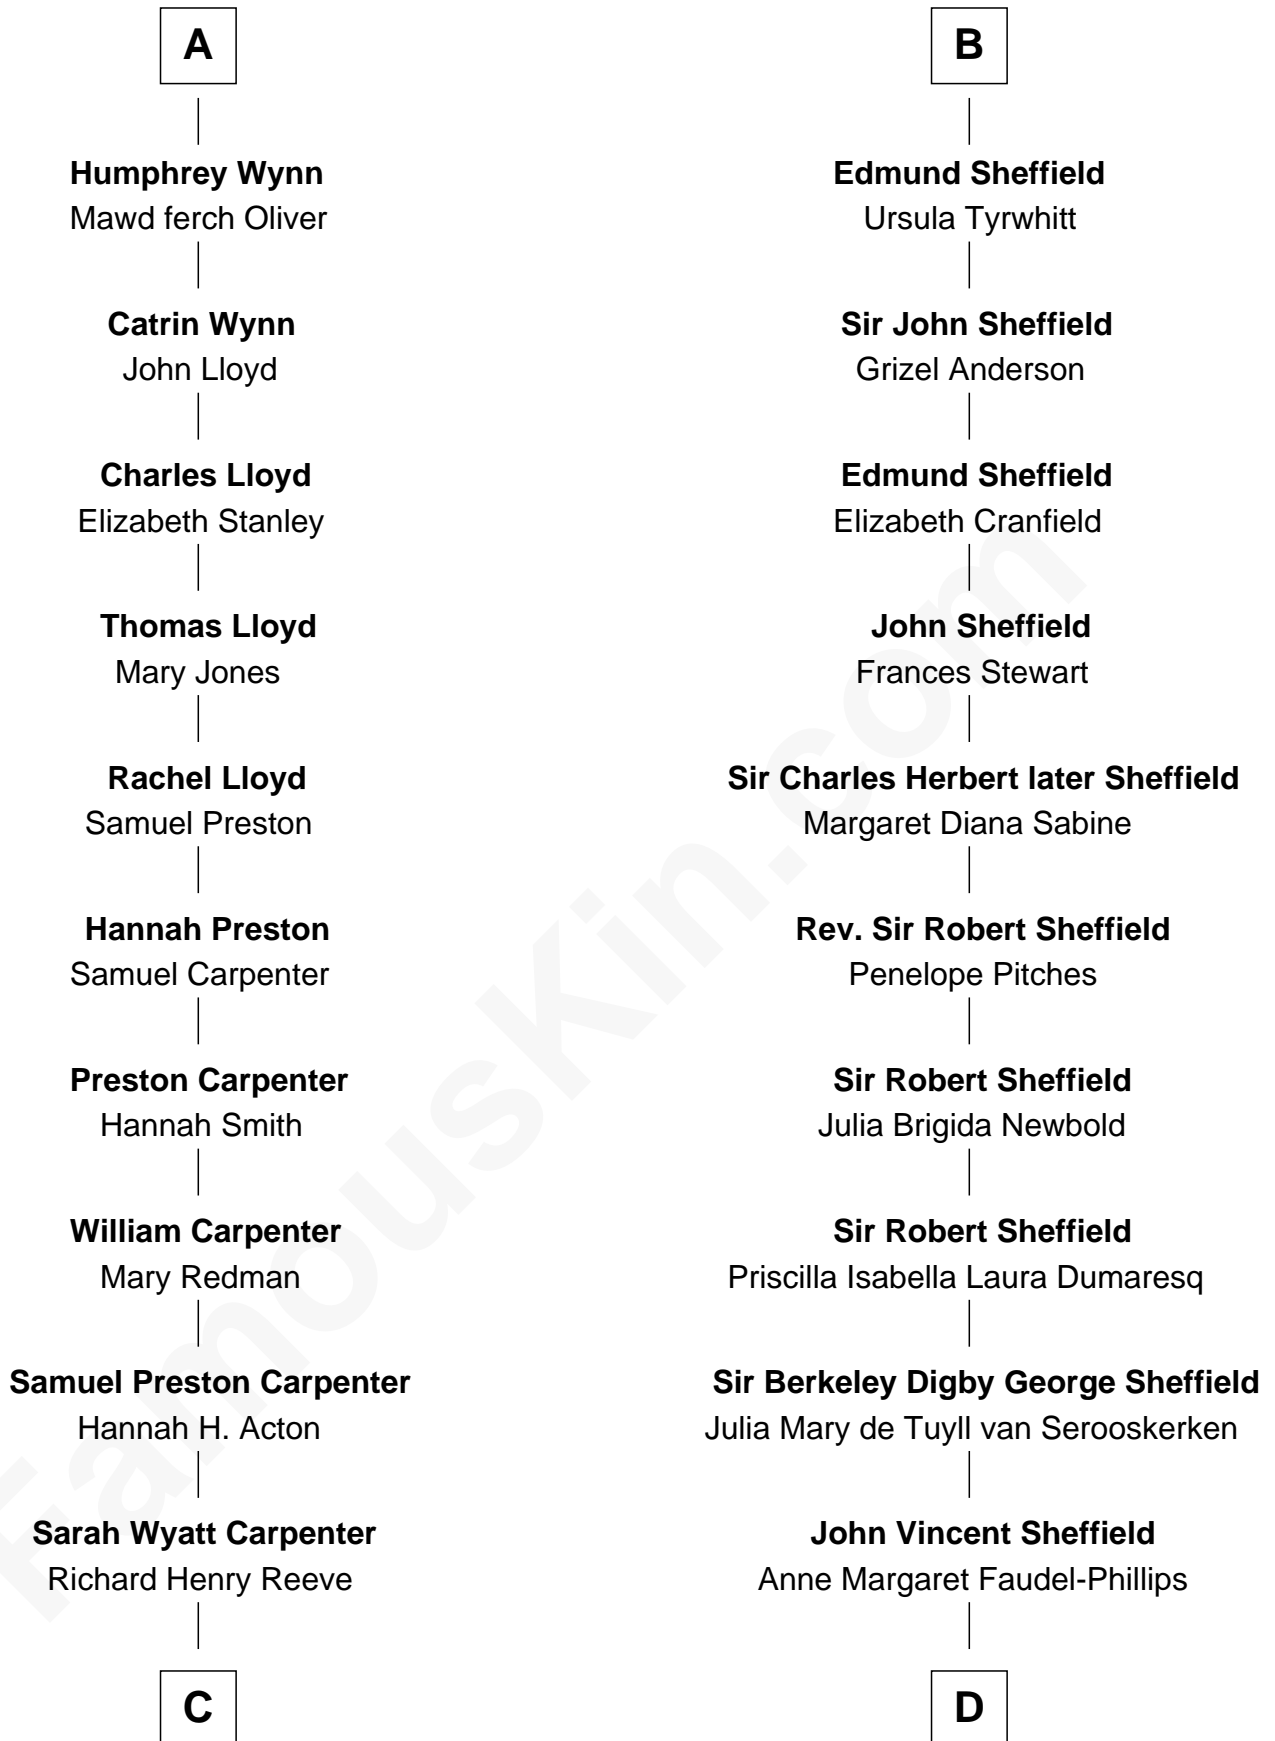 A
Humphrey Wynn
Mawd ferch Oliver
Catrin Wynn
John Lloyd
Charles Lloyd
Elizabeth Stanley
Thomas Lloyd
Mary Jones
Rachel Lloyd
Samuel Preston
Hannah Preston
Samuel Carpenter
Preston Carpenter
Hannah Smith
William Carpenter
Mary Redman
Samuel Preston Carpenter
Hannah H. Acton
Sarah Wyatt Carpenter
Richard Henry Reeve
C
B
Edmund Sheffield
Ursula Tyrwhitt
Sir John Sheffield
Grizel Anderson
Edmund Sheffield
Elizabeth Cranfield
John Sheffield
Frances Stewart
Sir Charles Herbert later Sheffield
Margaret Diana Sabine
Rev. Sir Robert Sheffield
Penelope Pitches
Sir Robert Sheffield
Julia Brigida Newbold
Sir Robert Sheffield
Priscilla Isabella Laura Dumaresq
Sir Berkeley Digby George Sheffield
Julia Mary de Tuyll van Serooskerken
John Vincent Sheffield
Anne Margaret Faudel-Phillips
D
FamousKin.com